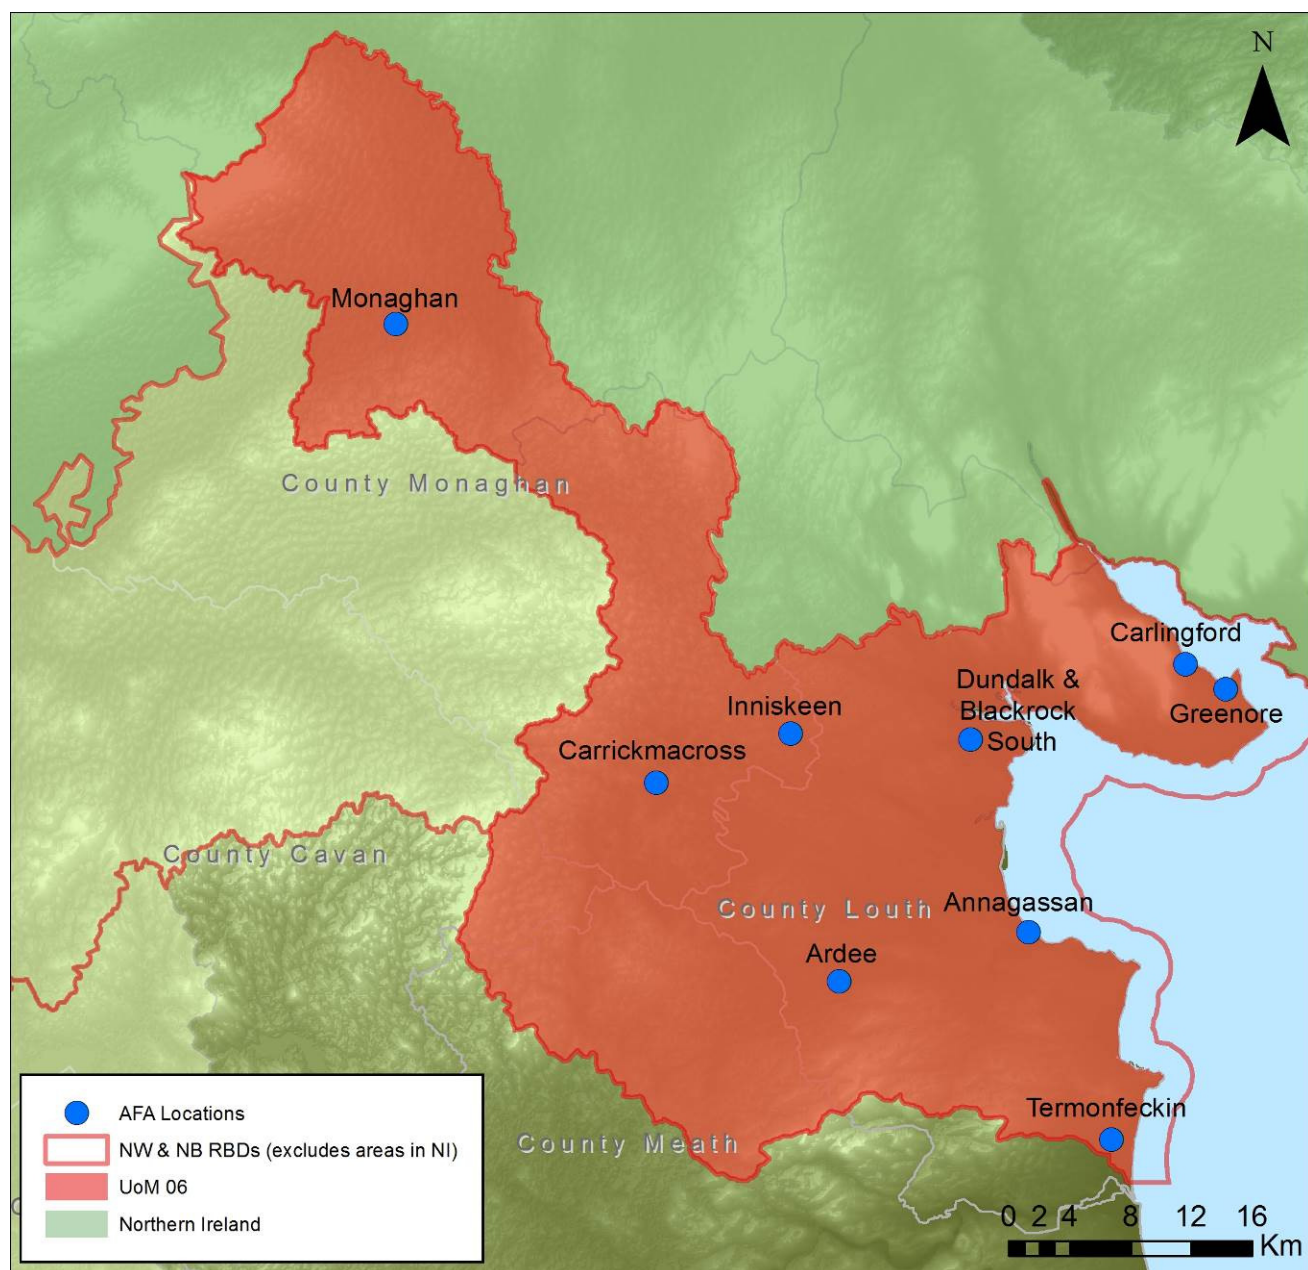 N
Monaghan
County Monaghan
Carlingford
Dundalk &
Blackrock
South
Greenore
Inniskeen
Carrickmacross
County Cavan
County Louth
Annagassan
Ardee
Termonfeckin
County Meath
AFA Locations
NW & NB RBDs (excludes areas in NI)
UoM 06
Northern Ireland
0 2 4 8 12 16
Km